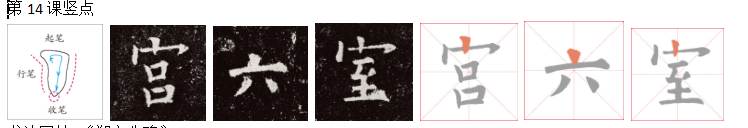 第 14 课竖点
起笔
行笔
收笔
宫 六 室 宫 六 室